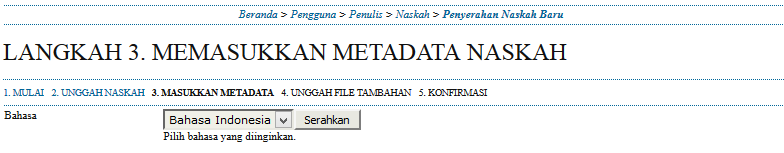 Beranda > Pengguna > Penulis > Naskah > Penyerahan Naskah Baru
LANGKAH 3. MEMASUKKAN METADATA NASKAH
1. MULAI 2. UNGGAH NASKAH 3. MASUKKAN METADATA 4. UNGGAH FILE TAMBAHAN 5. KONFIRMASI
Bahasa Bahasa Indonesia Serahkan
Pilih bahasa yang diinginkan.